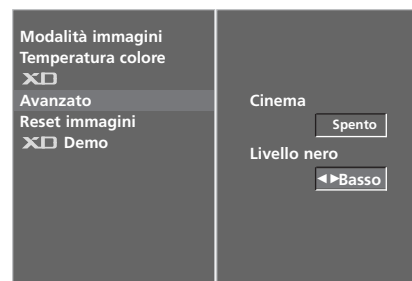 Modalità immagini
Temperatura colore
XD
Avanzato
Reset immagini
XD Demo
Cinema
Spento
Livello nero
◄►Basso